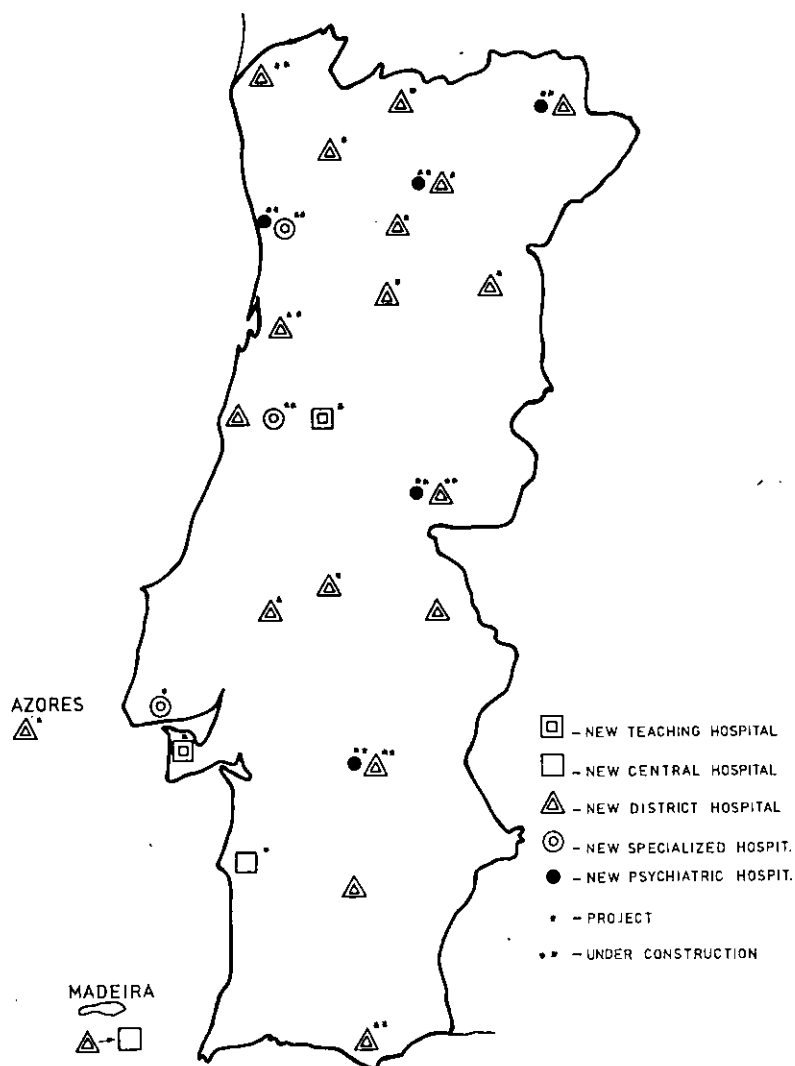 AZORES
MADEIRA
- NEW TEACHING HOSPITAL
- NEW CENTRAL HOSPITAL
- NEW DISTRICT HOSPITAL
- NEW SPECIALIZED HOSPIT.
- NEW PSYCHIATRIC HOSPIT.
* - PROJECT
** - UNDER CONSTRUCTION